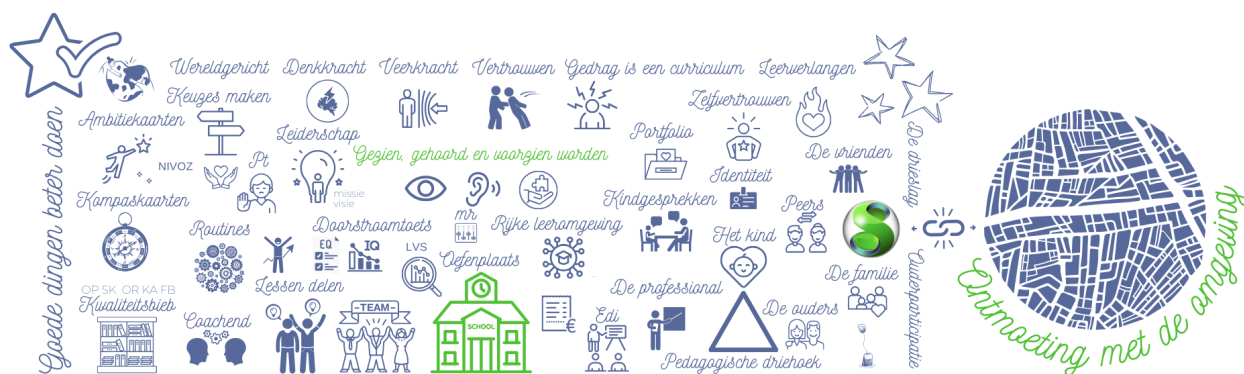 Wereldgericht
Denkkracht
Veerkracht
Vertrouwen
Gedrag is een curriculum
Leerverlangen
Keuzes maken
Zelfvertrouwen
Ambitiekaarten
Leiderschap
Portfolio
Gezien, gehoord en voorzien worden
De vrienden
NIVOZ
Pt
Identiteit
missie
visie
Kompaskaarten
Kindgesprekken
Peers
Routines
Doorstroomtoets
mr
Rijke leeromgeving
Het kind
EQ
IQ
LVS
Oefenplaats
De familie
OP SK OR KA FB
Kwaliteitsbieb
Lessen delen
De professional
De ouders
Coachend
TEAM
SCHOOL
€
Edi
Pedagogische driehoek
Goede dingen beter doen
De drieslag
Ouderparticipatie
S
Ontmoeting met de omgeving